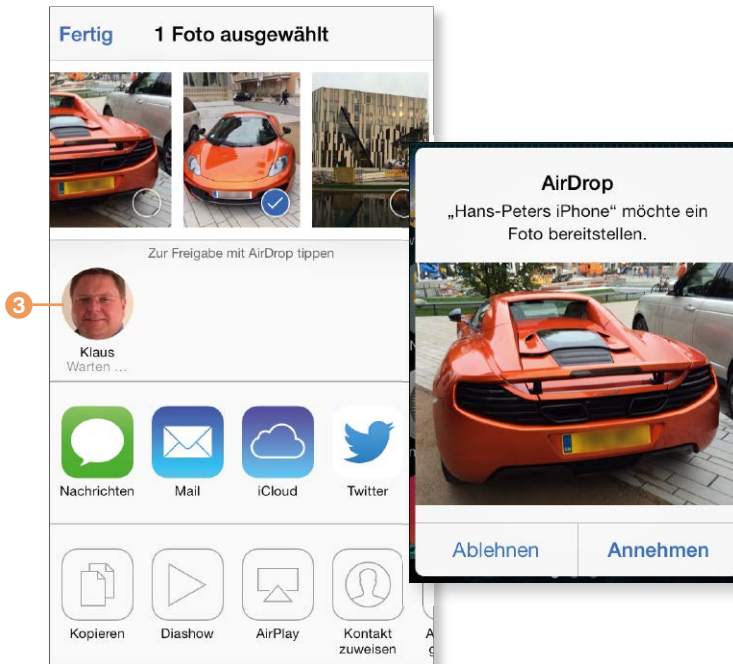 Fertig 1 Foto ausgewählt
Zur Freigabe mit AirDrop tippen
3
Klaus
Warten ...
Nachrichten Mail iCloud Twitter
Kopieren Diashow AirPlay Kontakt
zuweisen
AirDrop
„Hans-Peters iPhone“ möchte ein
Foto bereitstellen.
Ablehnen Annehmen